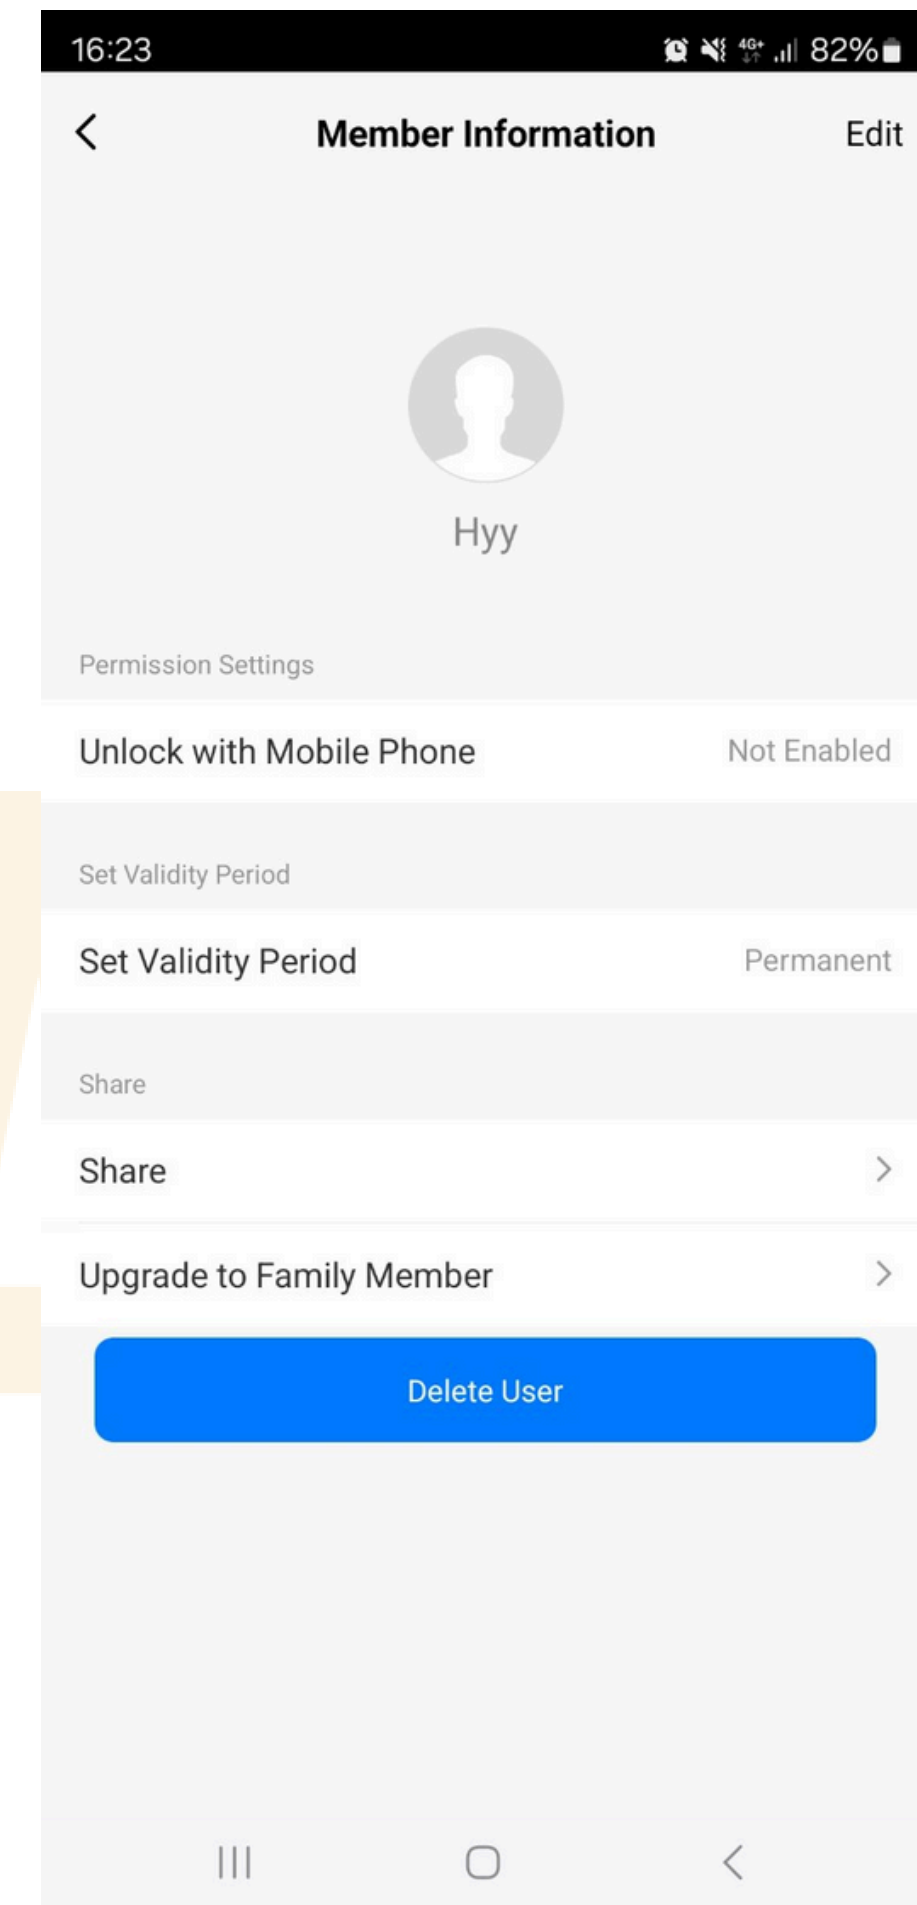 16:23 4G+ 82%
Member Information Edit
Hyy
Permission Settings
Unlock with Mobile Phone Not Enabled
Set Validity Period
Set Validity Period Permanent
Share
Share
Upgrade to Family Member
Delete User